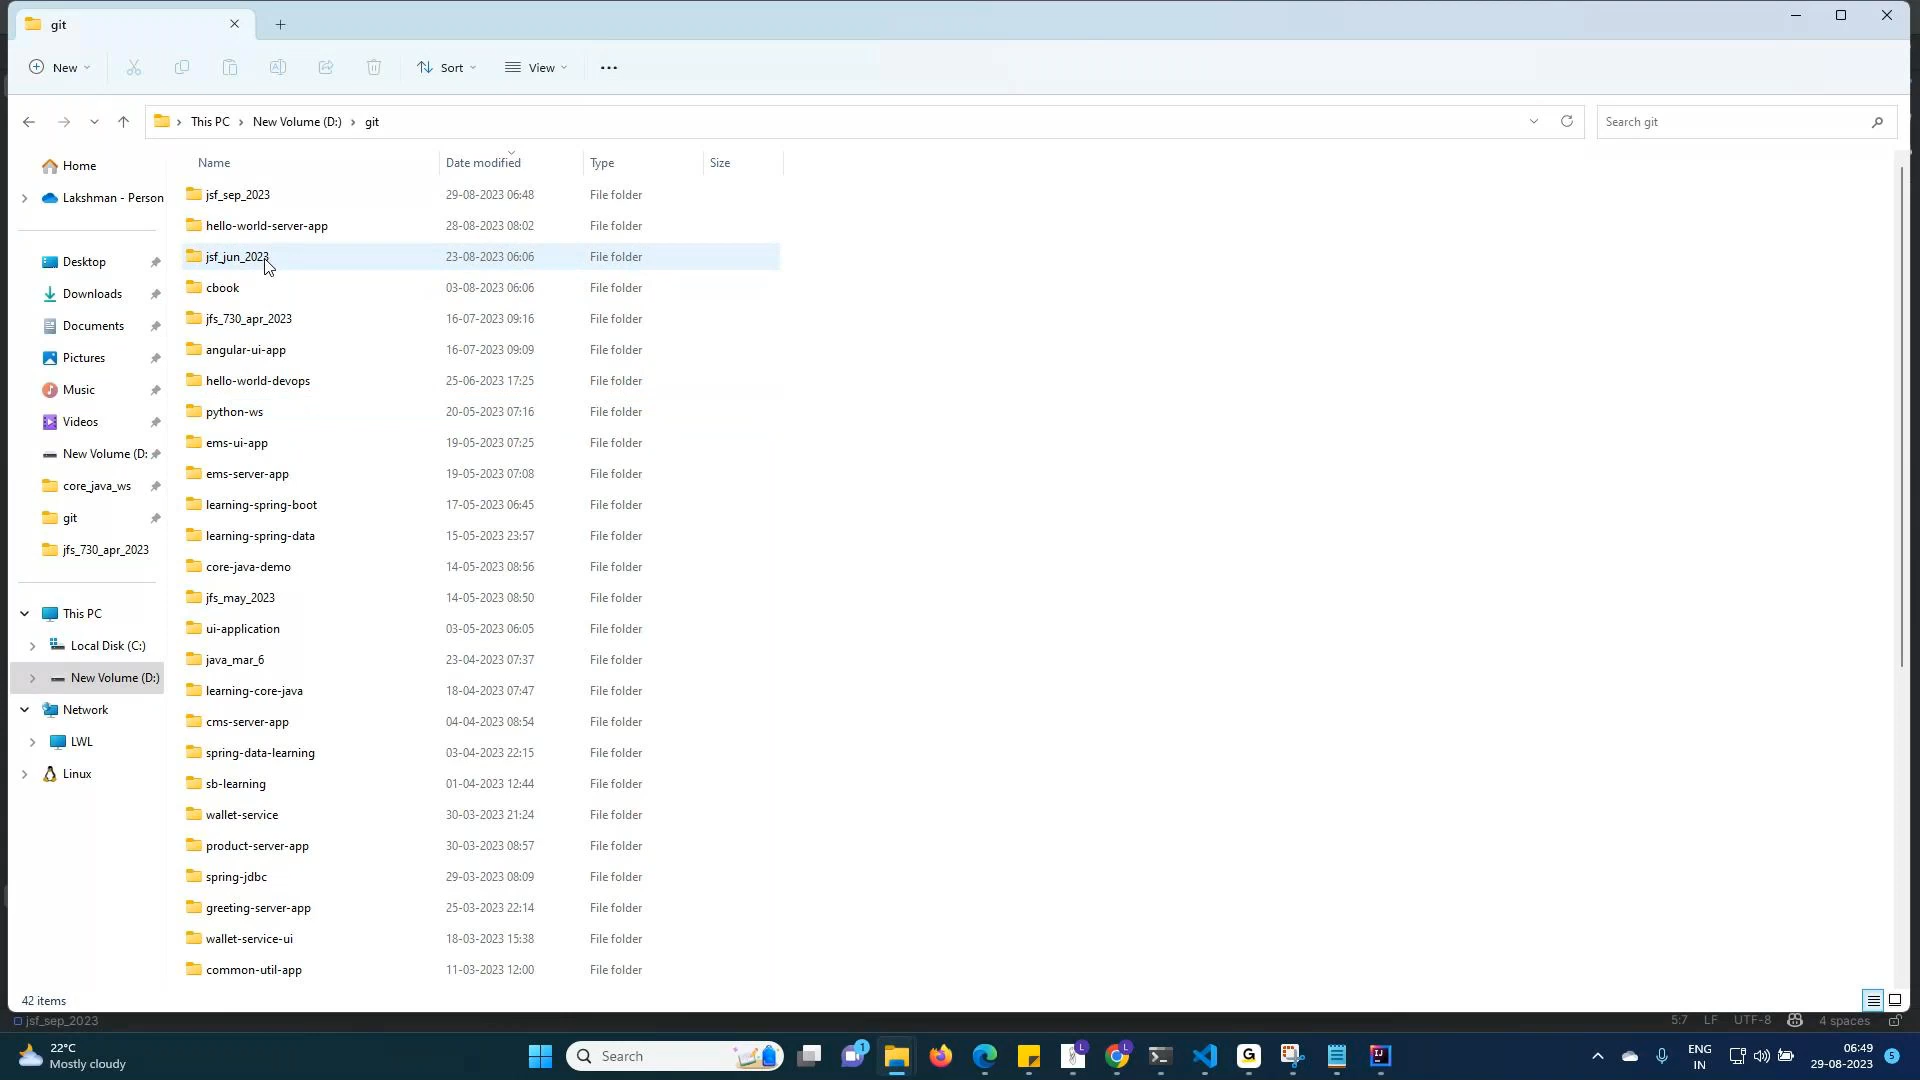 git
New
Sort
View
This PC
New Volume (D:)
git
Search git
Home
Lakshman - Person
Desktop
Downloads
Documents
Pictures
Music
Videos
New Volume (D:
core_java_ws
git
jfs_730_apr_2023
This PC
Local Disk (C:)
New Volume (D:)
Network
LWL
Linux
Name Date modified Type Size
jsf_sep_2023 29-08-2023 06:48 File folder
hello-world-server-app 28-08-2023 08:02 File folder
jsf_jun_2023 23-08-2023 06:06 File folder
cbook 03-08-2023 06:06 File folder
jfs_730_apr_2023 16-07-2023 09:16 File folder
angular-ui-app 16-07-2023 09:09 File folder
hello-world-devops 25-06-2023 17:25 File folder
python-ws 20-05-2023 07:16 File folder
ems-ui-app 19-05-2023 07:25 File folder
ems-server-app 19-05-2023 07:08 File folder
learning-spring-boot 17-05-2023 06:45 File folder
learning-spring-data 15-05-2023 23:57 File folder
core-java-demo 14-05-2023 08:56 File folder
jfs_may_2023 14-05-2023 08:50 File folder
ui-application 03-05-2023 06:05 File folder
java_mar_6 23-04-2023 07:37 File folder
learning-core-java 18-04-2023 07:47 File folder
cms-server-app 04-04-2023 08:54 File folder
spring-data-learning 03-04-2023 22:15 File folder
sb-learning 01-04-2023 12:44 File folder
wallet-service 30-03-2023 21:24 File folder
product-server-app 30-03-2023 08:57 File folder
spring-jdbc 29-03-2023 08:09 File folder
greeting-server-app 25-03-2023 22:14 File folder
wallet-service-ui 18-03-2023 15:38 File folder
common-util-app 11-03-2023 12:00 File folder
42 items
jsf_sep_2023
5:7 LF UTF-8 4 spaces
22°C
Mostly cloudy
Search
1
L
L
G
IJ
ENG
IN
06:49
29-08-2023
5